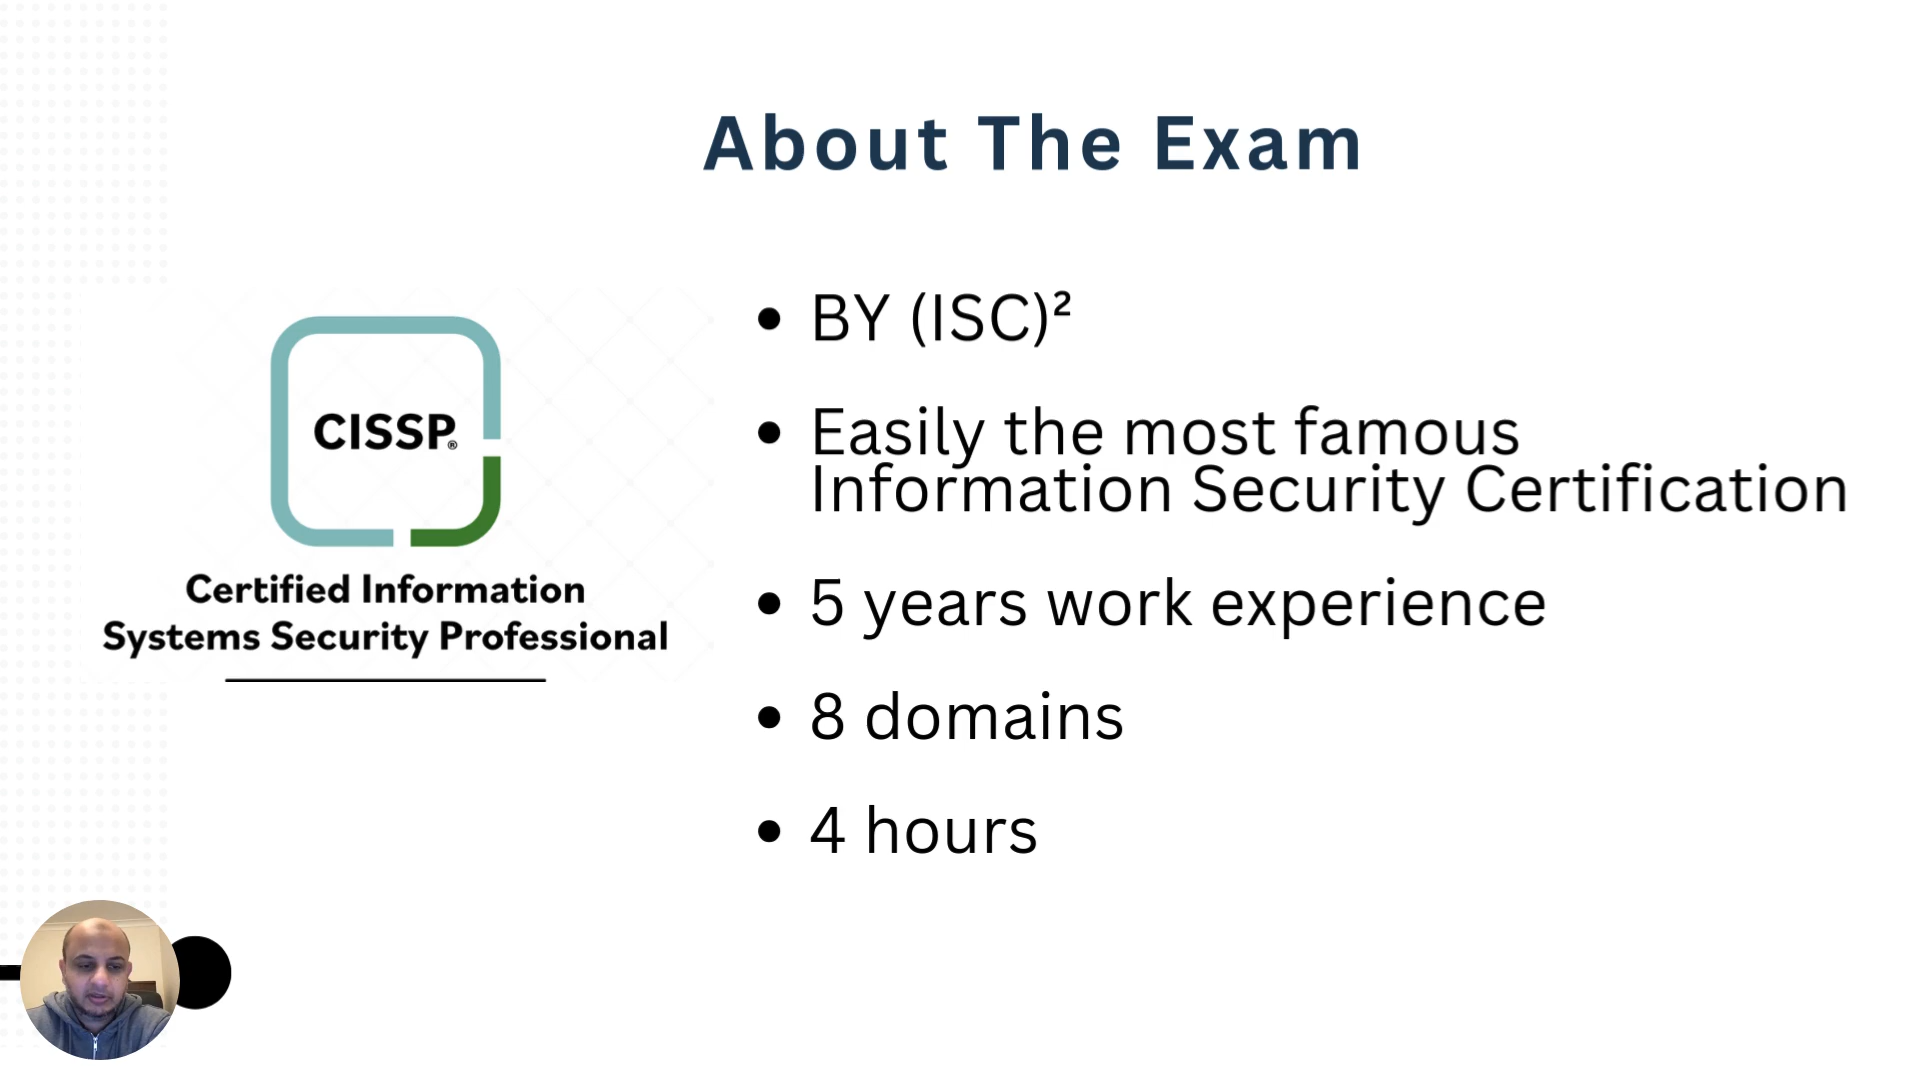 About The Exam
CISSP®
Certified Information
Systems Security Professional
• BY (ISC)²
• Easily the most famous
Information Security Certification
• 5 years work experience
• 8 domains
• 4 hours